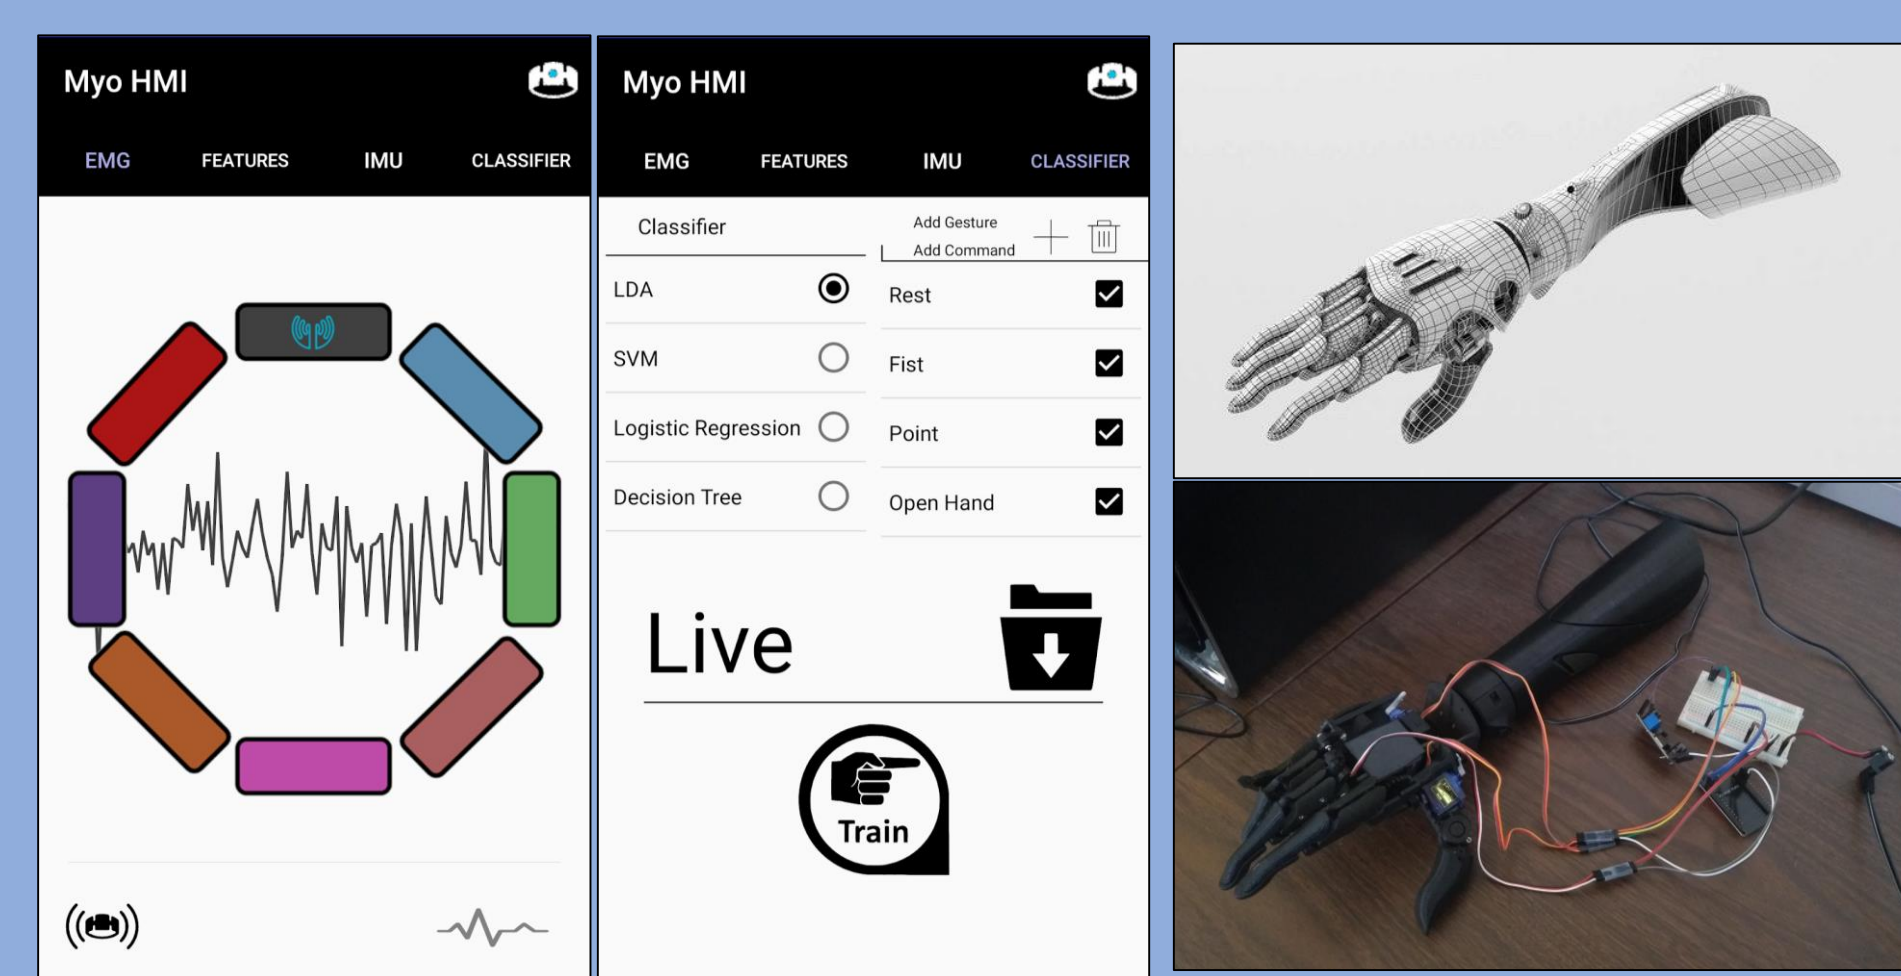 Myo HMI
EMG FEATURES IMU CLASSIFIER
Myo HMI
EMG FEATURES IMU CLASSIFIER
Classifier
Add Gesture
Add Command
LDA
Rest
SVM
Fist
Logistic Regression
Point
Decision Tree
Open Hand
Live
Train